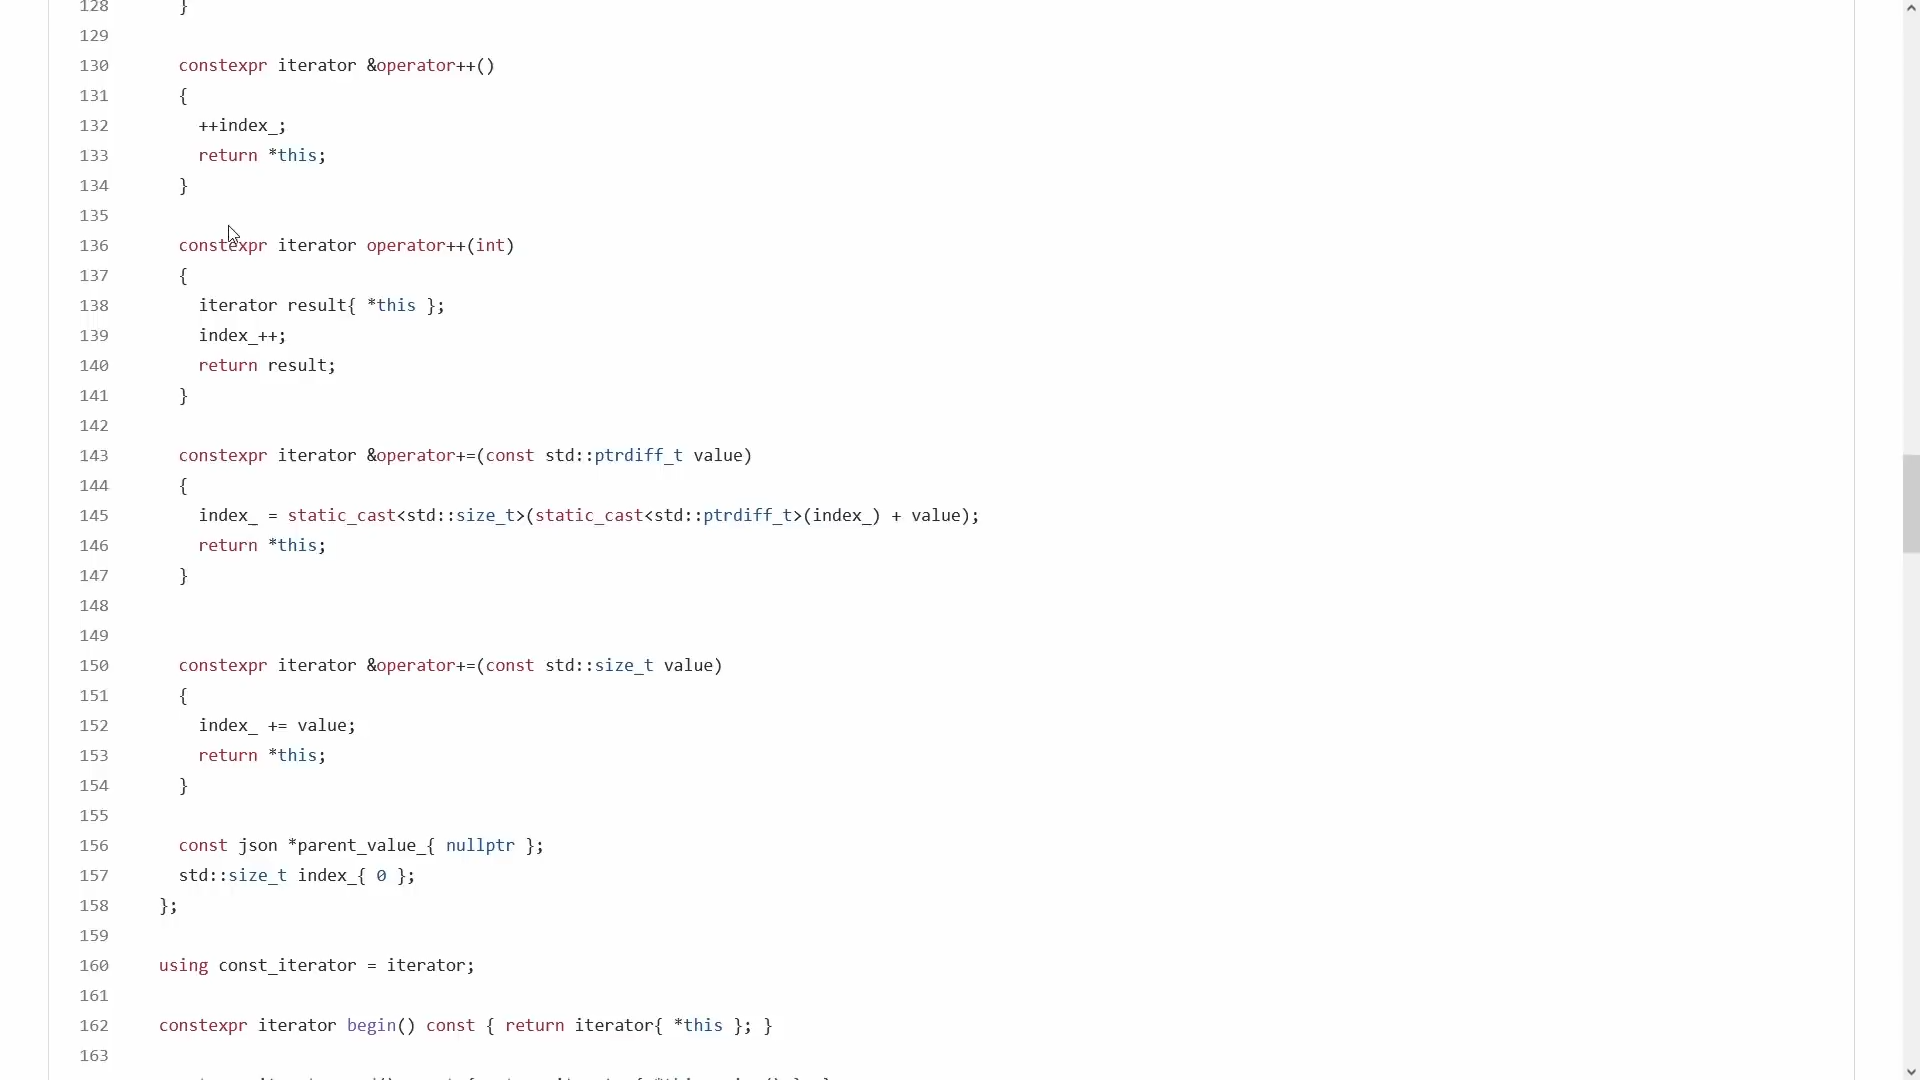 128 }
129
130 constexpr iterator &operator++()
131 {
132 ++index_;
133 return *this;
134 }
135
136 constexpr iterator operator++(int)
137 {
138 iterator result{ *this };
139 index_++;
140 return result;
141 }
142
143 constexpr iterator &operator+=(const std::ptrdiff_t value)
144 {
145 index_ = static_cast<std::size_t>(static_cast<std::ptrdiff_t>(index_) + value);
146 return *this;
147 }
148
149
150 constexpr iterator &operator+=(const std::size_t value)
151 {
152 index_ += value;
153 return *this;
154 }
155
156 const json *parent_value_{ nullptr };
157 std::size_t index_{ 0 };
158 };
159
160 using const_iterator = iterator;
161
162 constexpr iterator begin() const { return iterator{ *this }; }
163